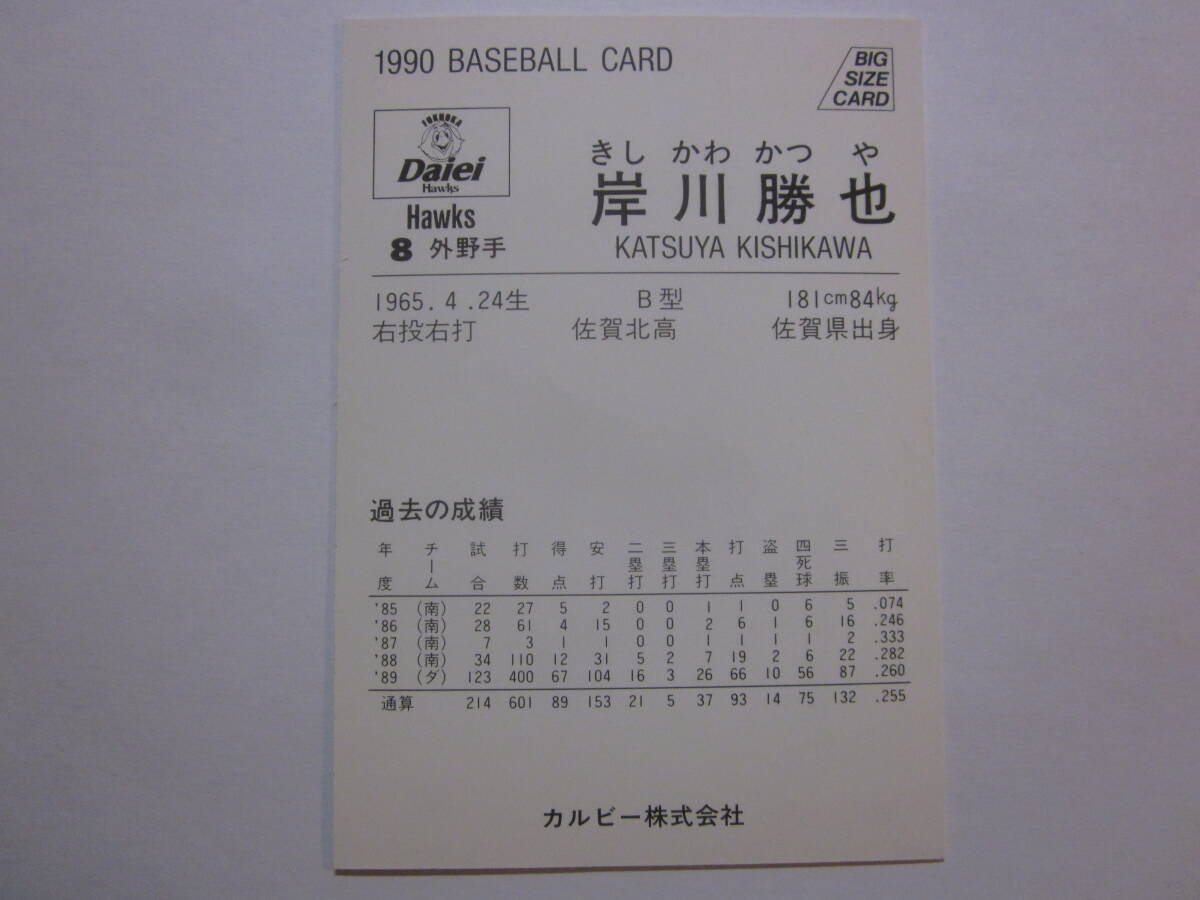 1990 BASEBALL CARD
BIG
SIZE
CARD
FUKUOKA
Daiei
Hawks
Hawks
8 外野手
きし かわ かつ や
岸川勝也
KATSUYA KISHIKAWA
1965. 4 .24生 B型 181cm84kg
右投右打 佐賀北高 佐賀県出身
過去の成績
年度 チーム 試合 打数 得点 安打 二塁打 三塁打 本塁打 打点 盗塁 四死球 三振 打率
'85 (南) 22 27 5 2 0 0 1 1 0 6 5 .074
'86 (南) 28 61 4 15 0 0 2 6 1 6 16 .246
'87 (南) 7 3 1 1 0 0 1 1 1 1 2 .333
'88 (南) 34 110 12 31 5 2 7 19 2 6 22 .282
'89 (ダ) 123 400 67 104 16 3 26 66 10 56 87 .260
通算 214 601 89 153 21 5 37 93 14 75 132 .255
カルビー株式会社